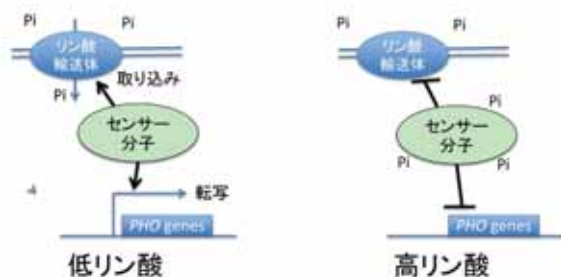 Pi
Pi
リン酸
輸送体
Pi
取り込み
センサー
分子
転写
PHO genes
低リン酸
Pi
Pi
リン酸
輸送体
Pi
センサー
分子
Pi
Pi
PHO genes
高リン酸